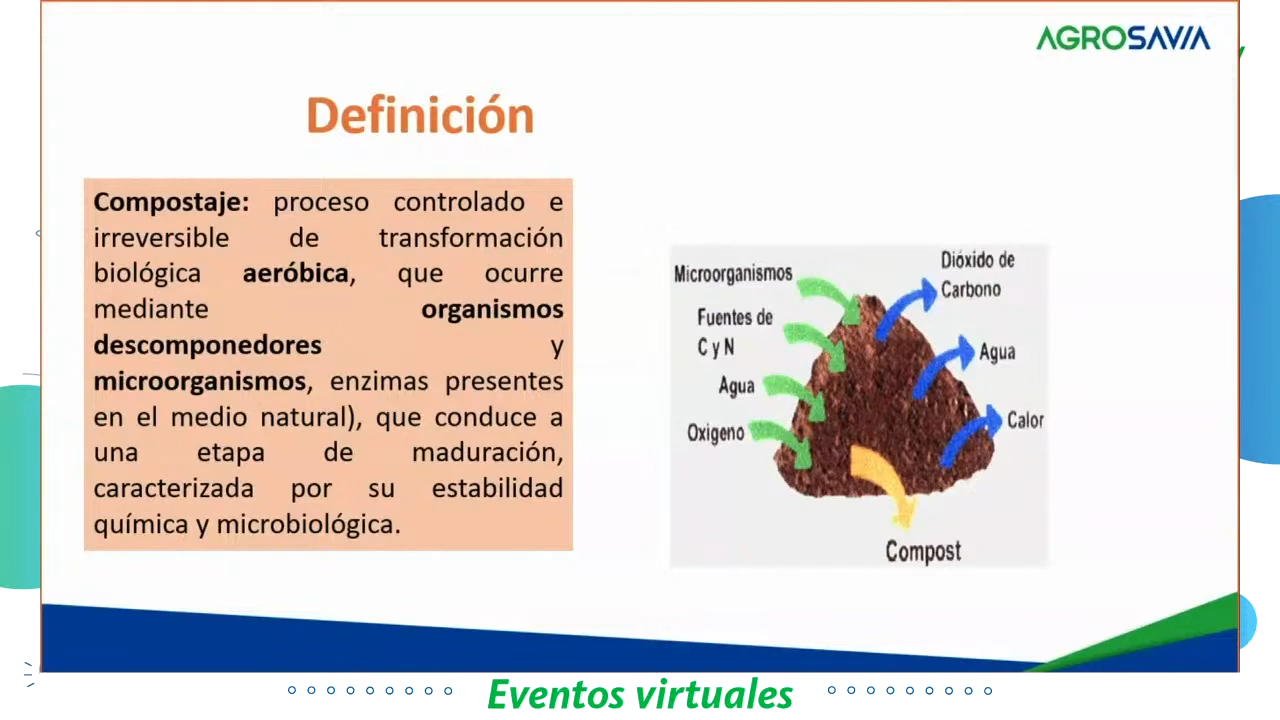 AGROSAVIA
Definición
Compostaje: proceso controlado e
irreversible de transformación
biológica aeróbica, que ocurre
mediante organismos
descomponedores y
microorganismos, enzimas presentes
en el medio natural), que conduce a
una etapa de maduración,
caracterizada por su estabilidad
química y microbiológica.
Microorganismos
Fuentes de
C y N
Agua
Oxigeno
Dióxido de
Carbono
Agua
Calor
Compost
Eventos virtuales